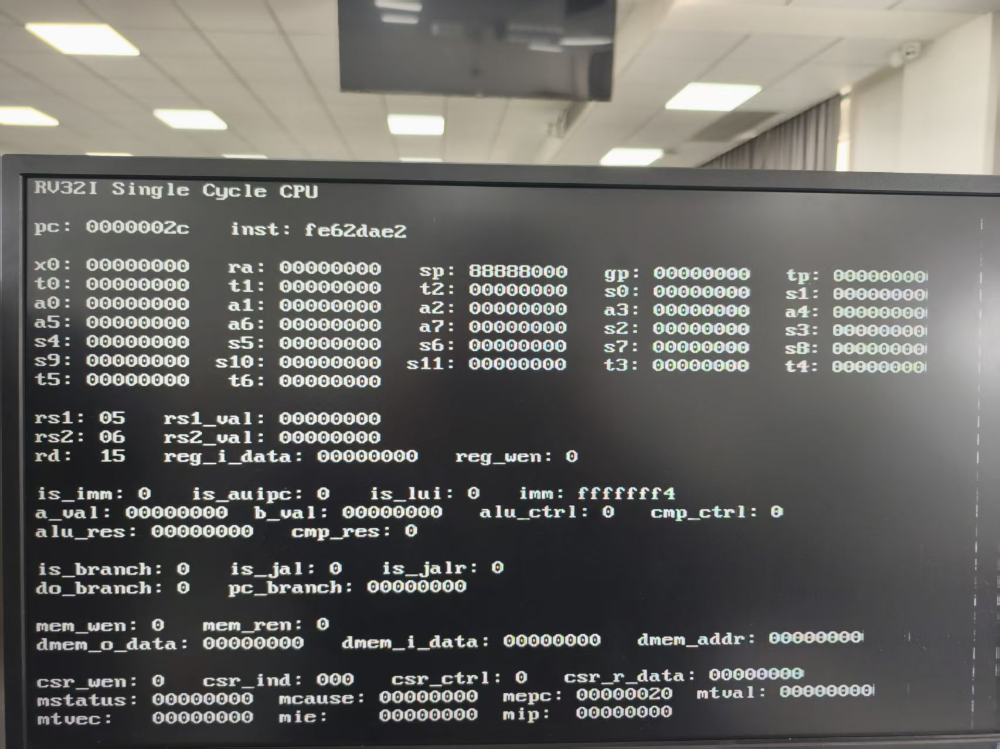 RV32I Single Cycle CPU
pc: 0000002c inst: fe62dae2
x0: 00000000 ra: 00000000 sp: 88888000 gp: 00000000 tp: 00000000
t0: 00000000 t1: 00000000 t2: 00000000 s0: 00000000 s1: 00000000
a0: 00000000 a1: 00000000 a2: 00000000 a3: 00000000 a4: 00000000
a5: 00000000 a6: 00000000 a7: 00000000 s2: 00000000 s3: 00000000
s4: 00000000 s5: 00000000 s6: 00000000 s7: 00000000 s8: 00000000
s9: 00000000 s10: 00000000 s11: 00000000 t3: 00000000 t4: 00000000
t5: 00000000 t6: 00000000
rs1: 05 rs1_val: 00000000
rs2: 06 rs2_val: 00000000
rd: 15 reg_i_data: 00000000 reg_wen: 0
is_imm: 0 is_auipc: 0 is_lui: 0 imm: fffffff4
a_val: 00000000 b_val: 00000000 alu_ctrl: 0 cmp_ctrl: 0
alu_res: 00000000 cmp_res: 0
is_branch: 0 is_jal: 0 is_jalr: 0
do_branch: 0 pc_branch: 00000000
mem_wen: 0 mem_ren: 0
dmem_o_data: 00000000 dmem_i_data: 00000000 dmem_addr: 00000000
csr_wen: 0 csr_ind: 000 csr_ctrl: 0 csr_r_data: 00000000
mstatus: 00000000 mcause: 00000000 mepc: 00000020 mtval: 00000000
mtvec: 00000000 mie: 00000000 mip: 00000000